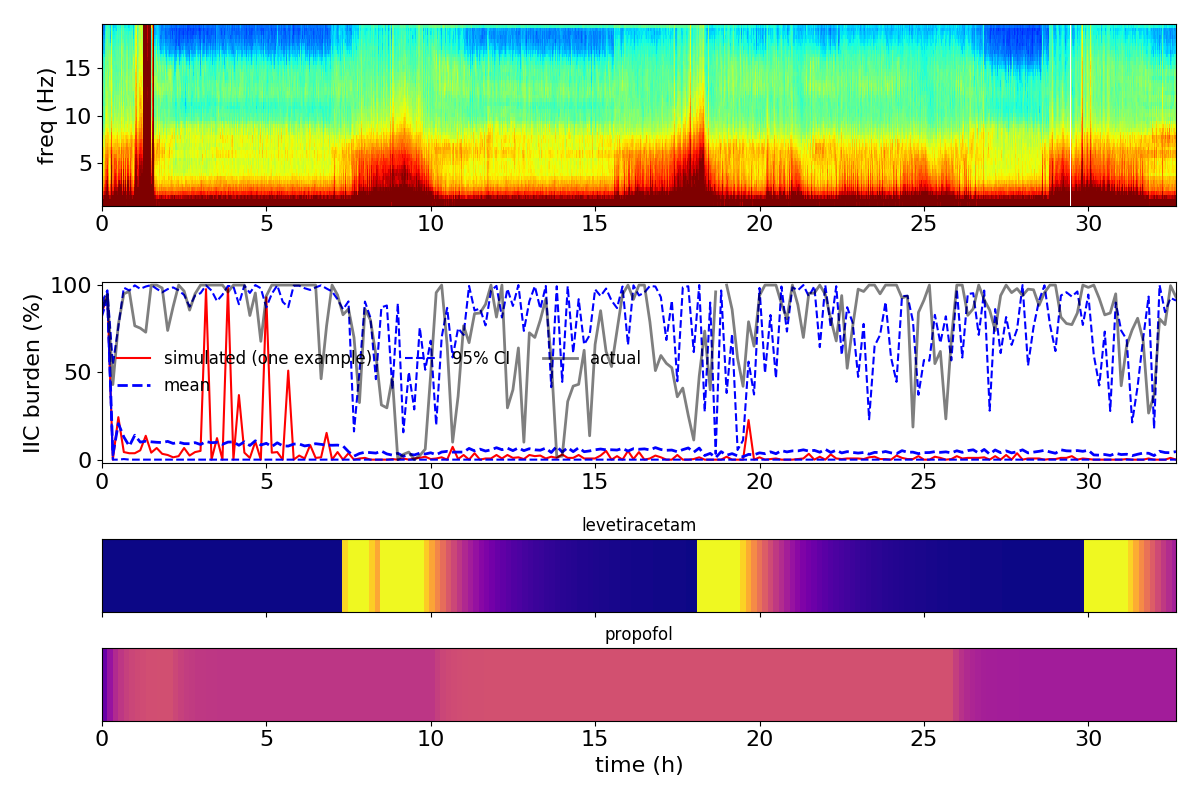 freq (Hz)
15
10
5
0 5 10 15 20 25 30
IIC burden (%)
100
50
0
simulated (one example) 95% CI actual
mean
0 5 10 15 20 25 30
levetiracetam
propofol
0 5 10 15 20 25 30
time (h)